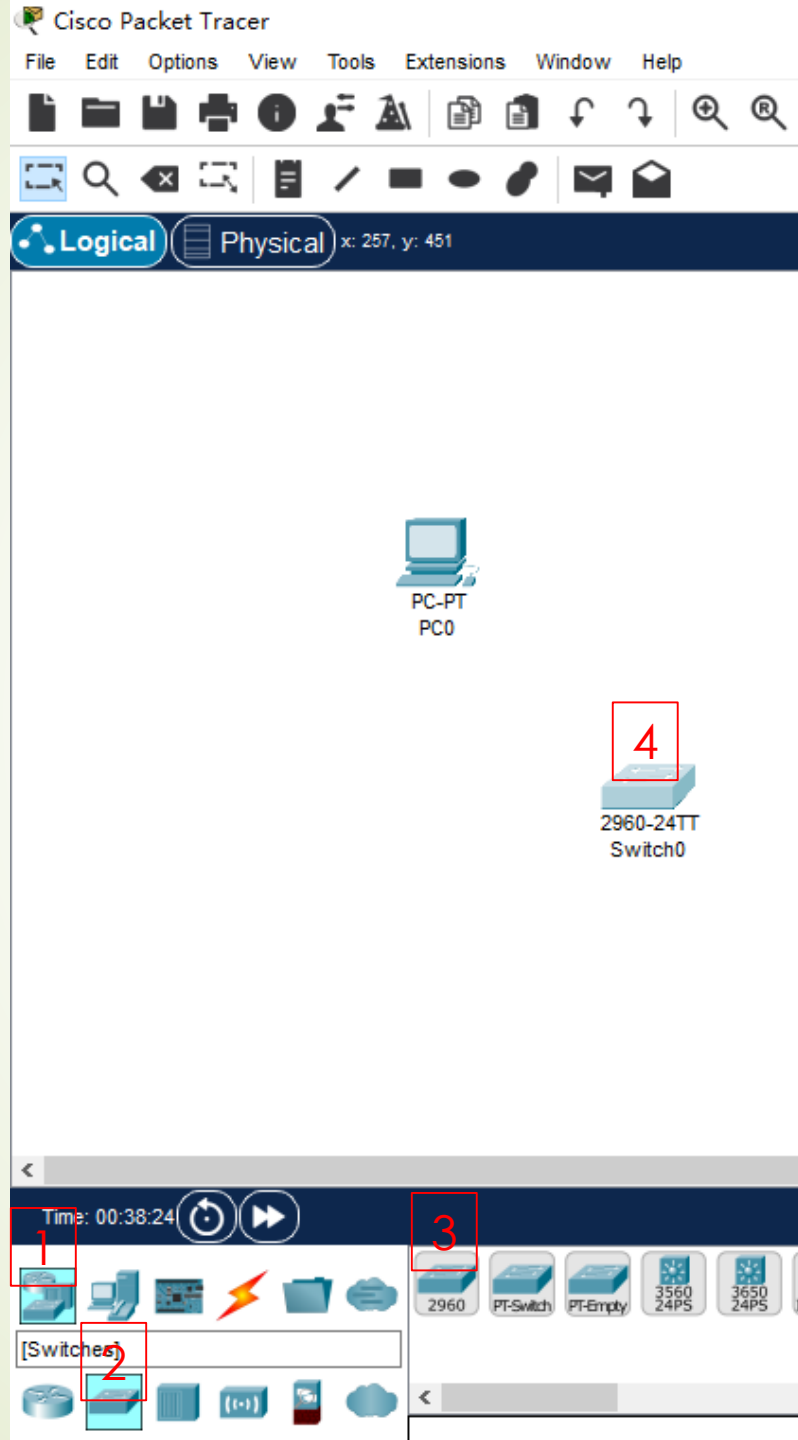 Cisco Packet Tracer
File Edit Options View Tools Extensions Window Help
Logical Physical x: 257, y: 451
PC-PT
PC0
4
2960-24TT
Switch0
Time: 00:38:24
1
3
2960 PT-Switch PT-Empty 3560 24PS 3650 24PS
[Switches]
2